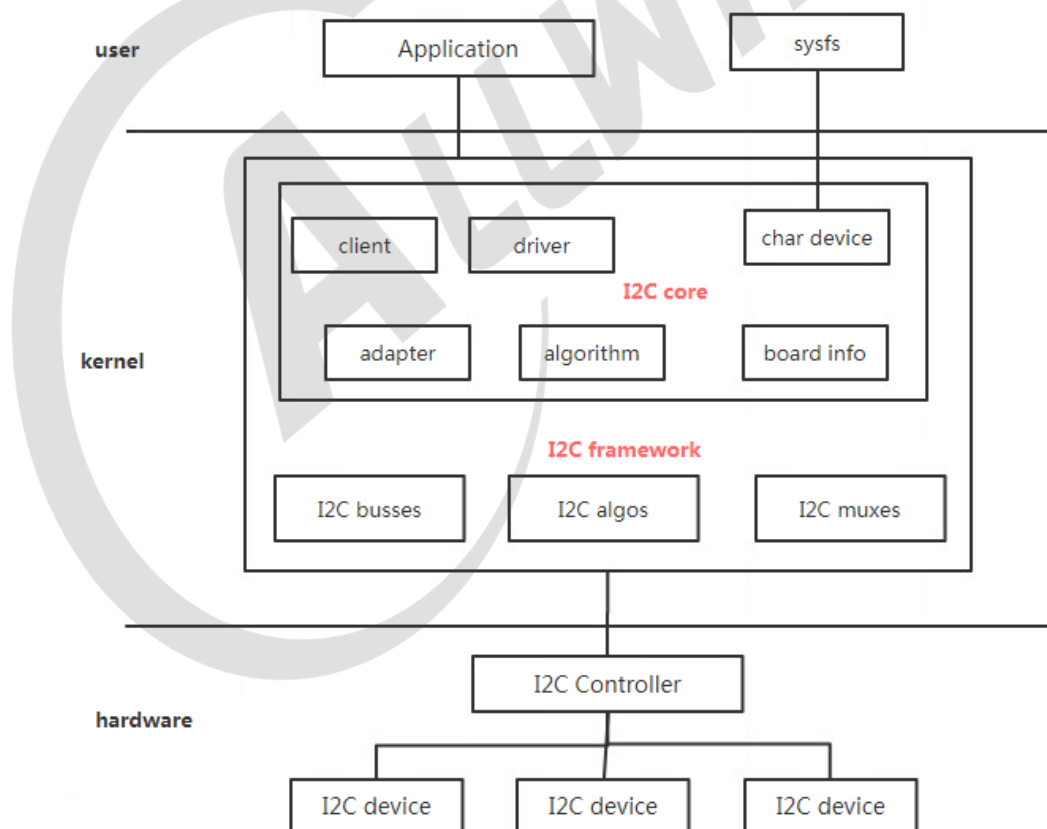 user
Application
sysfs
client
driver
char device
I2C core
adapter
algorithm
board info
kernel
I2C framework
I2C busses
I2C algos
I2C muxes
I2C Controller
hardware
I2C device
I2C device
I2C device